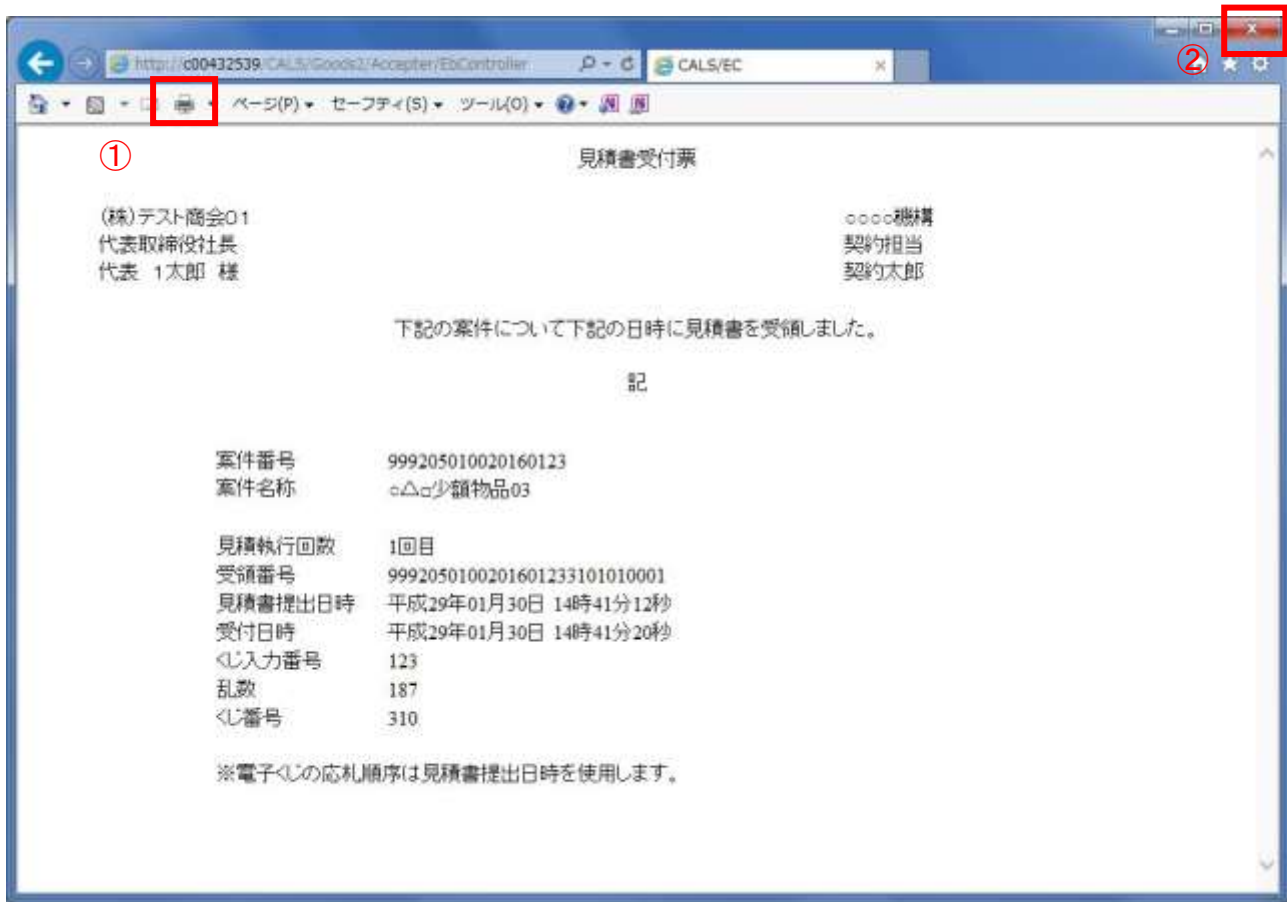 ②
http://c00432539/CALS/Goods2/Accepter/EbController
CALS/EC
ページ(P) セーフティ(S) ツール(O)
①
見積書受付票
(株)テスト商会01
○○○○機構
代表取締役社長
契約担当
代表 1太郎 様
契約太郎
下記の案件について下記の日時に見積書を受領しました。
記
案件番号 999205010020160123
案件名称 ○△□少額物品03
見積執行回数 1回目
受領番号 9992050100201601233101010001
見積書提出日時 平成29年01月30日 14時41分12秒
受付日時 平成29年01月30日 14時41分20秒
くじ入力番号 123
乱数 187
くじ番号 310
※電子くじの応札順序は見積書提出日時を使用します。